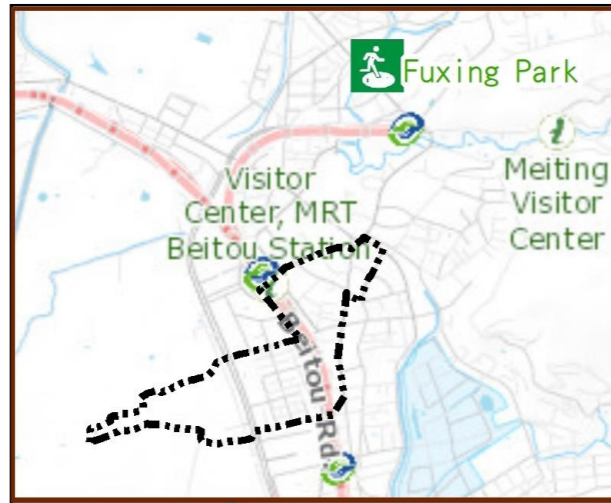 Fuxing Park
Visitor
Center, MRT
Beitou Station
Meiting
Visitor
Center
Beitou Rd.